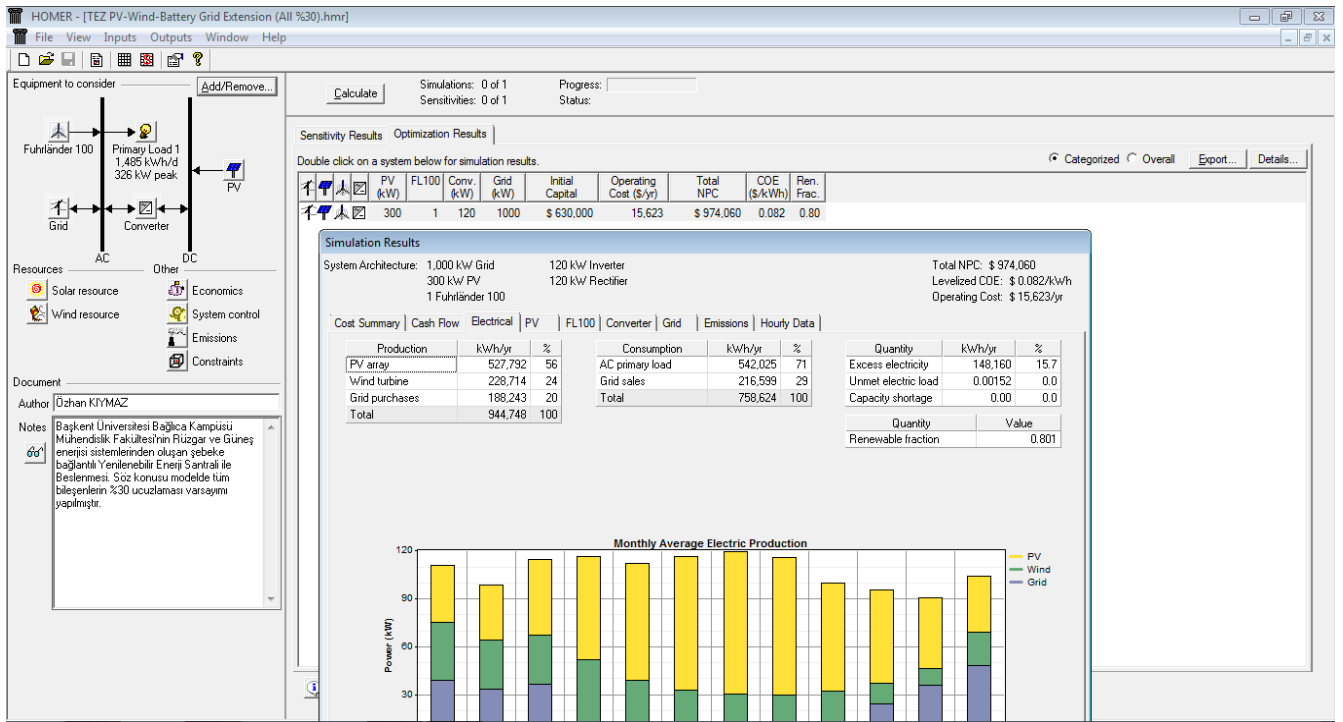 HOMER - [TEZ PV-Wind-Battery Grid Extension (All %30).hmr]
File View Inputs Outputs Window Help
Equipment to consider
Add/Remove...
Fuhrländer 100
Primary Load 1
1,485 kWh/d
326 kW peak
PV
Grid
Converter
AC
DC
Resources
Other
Solar resource
Economics
Wind resource
System control
Emissions
Constraints
Document
Author Özhan KIYMAZ
Notes
Başkent Üniversitesi Bağlıca Kampüsü
Mühendislik Fakültesi'nin Rüzgar ve Güneş
enerjisi sistemlerinden oluşan şebeke
bağlantılı Yenilenebilir Enerji Santrali ile
Beslenmesi. Söz konusu modelde tüm
bileşenlerin %30 ucuzlaması varsayımı
yapılmıştır.
Calculate
Simulations: 0 of 1
Progress:
Sensitivities: 0 of 1
Status:
Sensitivity Results
Optimization Results
Double click on a system below for simulation results.
Categorized
Overall
Export...
Details...
PV (kW) FL100 Conv. (kW) Grid (kW) Initial Capital Operating Cost ($/yr) Total NPC COE ($/kWh) Ren. Frac.
300 1 120 1000 $ 630,000 15,623 $ 974,060 0.082 0.80
Simulation Results
System Architecture: 1,000 kW Grid 120 kW Inverter
300 kW PV 120 kW Rectifier
1 Fuhrländer 100
Total NPC: $ 974,060
Levelized COE: $ 0.082/kWh
Operating Cost: $ 15,623/yr
Cost Summary Cash Flow Electrical PV FL100 Converter Grid Emissions Hourly Data
Production kWh/yr %
PV array 527,792 56
Wind turbine 228,714 24
Grid purchases 188,243 20
Total 944,748 100
Consumption kWh/yr %
AC primary load 542,025 71
Grid sales 216,599 29
Total 758,624 100
Quantity kWh/yr %
Excess electricity 148,160 15.7
Unmet electric load 0.00152 0.0
Capacity shortage 0.00 0.0
Quantity Value
Renewable fraction 0.801
Monthly Average Electric Production
Power (kW)
120
90
60
30
PV
Wind
Grid